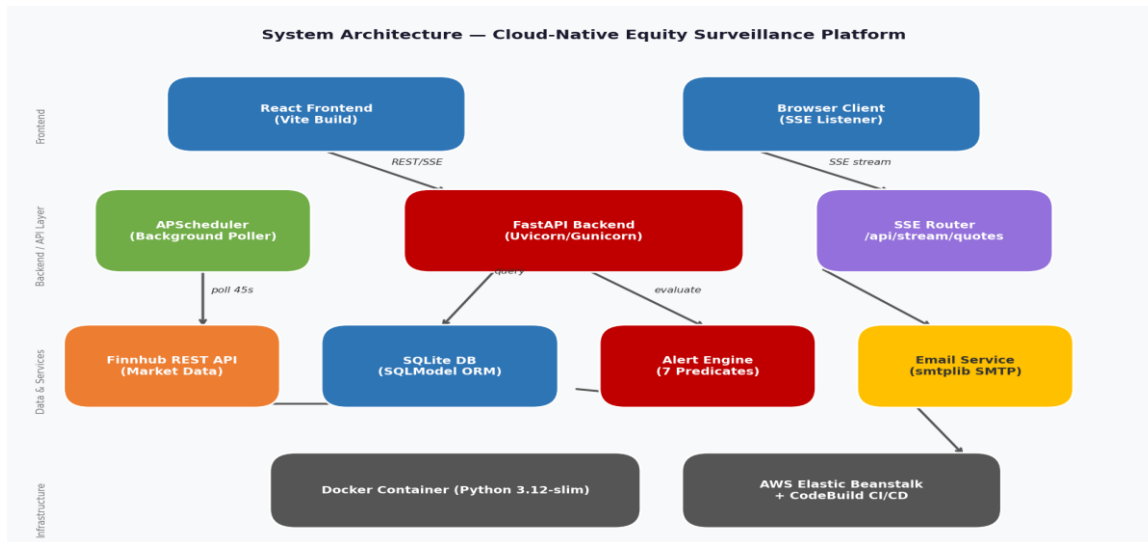 System Architecture — Cloud-Native Equity Surveillance Platform
Frontend
React Frontend
(Vite Build)
Browser Client
(SSE Listener)
REST/SSE
SSE stream
Backend / API Layer
APScheduler
(Background Poller)
FastAPI Backend
(Uvicorn/Gunicorn)
SSE Router
/api/stream/quotes
query
poll 45s
evaluate
Data & Services
Finnhub REST API
(Market Data)
SQLite DB
(SQLModel ORM)
Alert Engine
(7 Predicates)
Email Service
(smtplib SMTP)
Infrastructure
Docker Container (Python 3.12-slim)
AWS Elastic Beanstalk
+ CodeBuild CI/CD